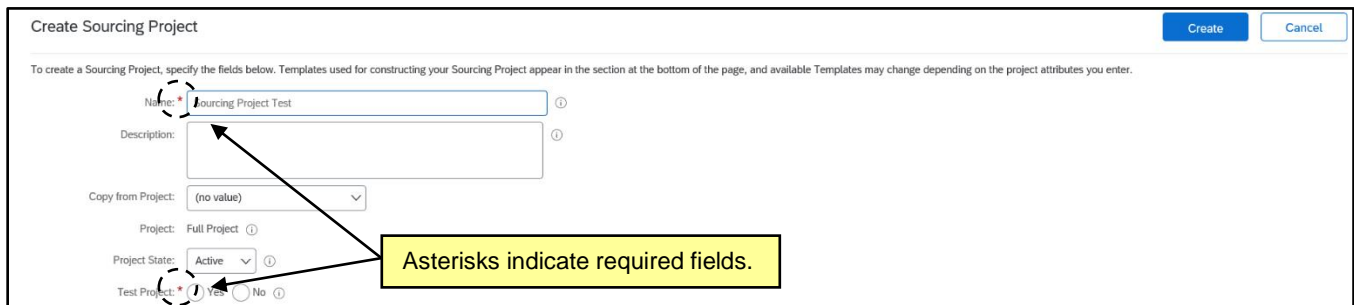 Create Sourcing Project
Create
Cancel
To create a Sourcing Project, specify the fields below. Templates used for constructing your Sourcing Project appear in the section at the bottom of the page, and available Templates may change depending on the project attributes you enter.
Name: * Sourcing Project Test
Description:
Copy from Project: (no value)
Project: Full Project
Project State: Active
Asterisks indicate required fields.
Test Project: * Yes No